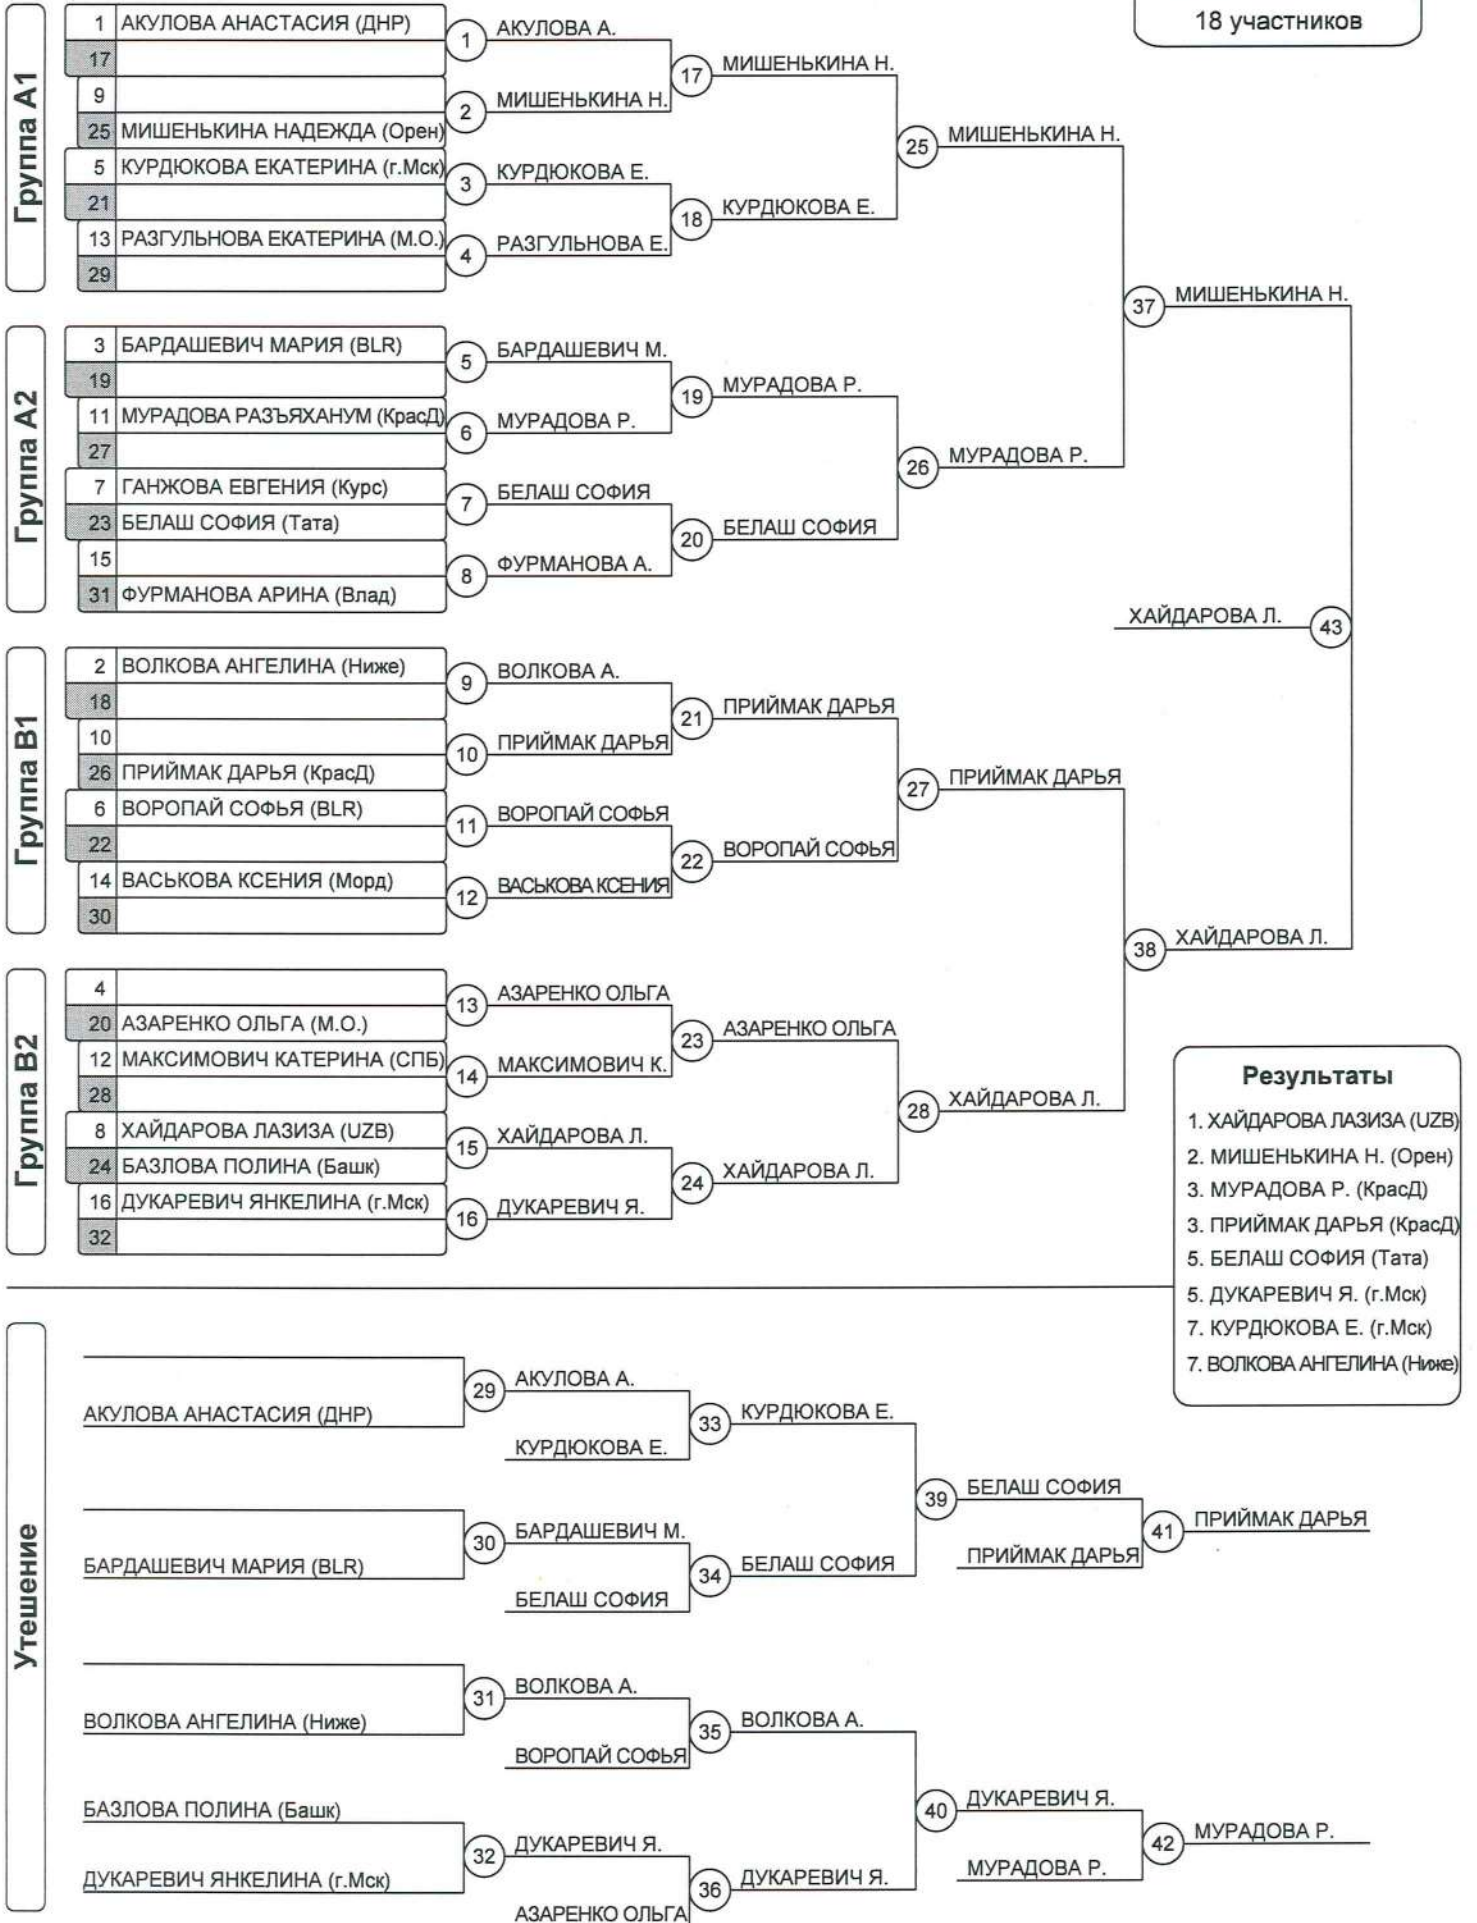 18 участников
Группа A1
1 АКУЛОВА АНАСТАСИЯ (ДНР)
17
9
25 МИШЕНЬКИНА НАДЕЖДА (Орен)
5 КУРДЮКОВА ЕКАТЕРИНА (г.Мск)
21
13 РАЗГУЛЬНОВА ЕКАТЕРИНА (М.О.)
29
1 АКУЛОВА А.
2 МИШЕНЬКИНА Н.
3 КУРДЮКОВА Е.
4 РАЗГУЛЬНОВА Е.
17 МИШЕНЬКИНА Н.
18 КУРДЮКОВА Е.
25 МИШЕНЬКИНА Н.
Группа A2
3 БАРДАШЕВИЧ МАРИЯ (BLR)
19
11 МУРАДОВА РАЗЪЯХАНУМ (КрасД)
27
7 ГАНЖОВА ЕВГЕНИЯ (Курс)
23 БЕЛАШ СОФИЯ (Тата)
15
31 ФУРМАНОВА АРИНА (Влад)
5 БАРДАШЕВИЧ М.
6 МУРАДОВА Р.
7 БЕЛАШ СОФИЯ
8 ФУРМАНОВА А.
19 МУРАДОВА Р.
20 БЕЛАШ СОФИЯ
26 МУРАДОВА Р.
37 МИШЕНЬКИНА Н.
ХАЙДАРОВА Л. 43
Группа B1
2 ВОЛКОВА АНГЕЛИНА (Ниже)
18
10
26 ПРИЙМАК ДАРЬЯ (КрасД)
6 ВОРОПАЙ СОФЬЯ (BLR)
22
14 ВАСЬКОВА КСЕНИЯ (Морд)
30
9 ВОЛКОВА А.
10 ПРИЙМАК ДАРЬЯ
11 ВОРОПАЙ СОФЬЯ
12 ВАСЬКОВА КСЕНИЯ
21 ПРИЙМАК ДАРЬЯ
22 ВОРОПАЙ СОФЬЯ
27 ПРИЙМАК ДАРЬЯ
38 ХАЙДАРОВА Л.
Группа B2
4
20 АЗАРЕНКО ОЛЬГА (М.О.)
12 МАКСИМОВИЧ КАТЕРИНА (СПБ)
28
8 ХАЙДАРОВА ЛАЗИЗА (UZB)
24 БАЗЛОВА ПОЛИНА (Башк)
16 ДУКАРЕВИЧ ЯНКЕЛИНА (г.Мск)
32
13 АЗАРЕНКО ОЛЬГА
14 МАКСИМОВИЧ К.
15 ХАЙДАРОВА Л.
16 ДУКАРЕВИЧ Я.
23 АЗАРЕНКО ОЛЬГА
24 ХАЙДАРОВА Л.
28 ХАЙДАРОВА Л.
Результаты
1. ХАЙДАРОВА ЛАЗИЗА (UZB)
2. МИШЕНЬКИНА Н. (Орен)
3. МУРАДОВА Р. (КрасД)
3. ПРИЙМАК ДАРЬЯ (КрасД)
5. БЕЛАШ СОФИЯ (Тата)
5. ДУКАРЕВИЧ Я. (г.Мск)
7. КУРДЮКОВА Е. (г.Мск)
7. ВОЛКОВА АНГЕЛИНА (Ниже)
Утешение
АКУЛОВА АНАСТАСИЯ (ДНР)
29 АКУЛОВА А.
КУРДЮКОВА Е.
33 КУРДЮКОВА Е.
БАРДАШЕВИЧ МАРИЯ (BLR)
30 БАРДАШЕВИЧ М.
БЕЛАШ СОФИЯ
34 БЕЛАШ СОФИЯ
39 БЕЛАШ СОФИЯ
ПРИЙМАК ДАРЬЯ
41 ПРИЙМАК ДАРЬЯ
ВОЛКОВА АНГЕЛИНА (Ниже)
31 ВОЛКОВА А.
ВОРОПАЙ СОФЬЯ
35 ВОЛКОВА А.
БАЗЛОВА ПОЛИНА (Башк)
ДУКАРЕВИЧ ЯНКЕЛИНА (г.Мск)
32 ДУКАРЕВИЧ Я.
АЗАРЕНКО ОЛЬГА
36 ДУКАРЕВИЧ Я.
40 ДУКАРЕВИЧ Я.
МУРАДОВА Р.
42 МУРАДОВА Р.